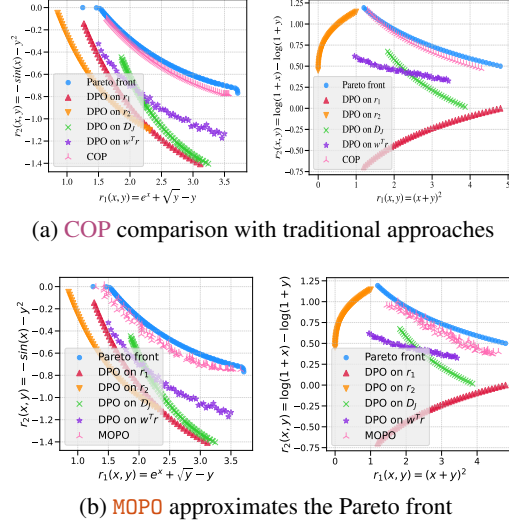 0.0
−0.2
−0.4
−0.6
−0.8
−1.0
−1.2
−1.4
r₂(x, y) = − sin(x) − y²
Pareto front
DPO on r₁
DPO on r₂
DPO on 𝒟_J
DPO on wᵀr
COP
1.0 1.5 2.0 2.5 3.0 3.5
r₁(x, y) = eˣ + √y − y
1.25
1.00
0.75
0.50
0.25
0.00
−0.25
−0.50
−0.75
r₂(x, y) = log(1 + x) − log(1 + y)
Pareto front
DPO on r₁
DPO on r₂
DPO on D_J
DPO on wᵀr
COP
0 1 2 3 4 5
r₁(x, y) = (x + y)²
(a) COP comparison with traditional approaches
0.0
−0.2
−0.4
−0.6
−0.8
−1.0
−1.2
−1.4
r₂(x, y) = − sin(x) − y²
Pareto front
DPO on r₁
DPO on r₂
DPO on 𝒟_J
DPO on wᵀr
MOPO
1.0 1.5 2.0 2.5 3.0 3.5
r₁(x, y) = eˣ + √y − y
1.25
1.00
0.75
0.50
0.25
0.00
−0.25
−0.50
−0.75
r₂(x, y) = log(1 + x) − log(1 + y)
Pareto front
DPO on r₁
DPO on r₂
DPO on D_J
DPO on wᵀr
MOPO
0 1 2 3 4 5
r₁(x, y) = (x + y)²
(b) MOPO approximates the Pareto front